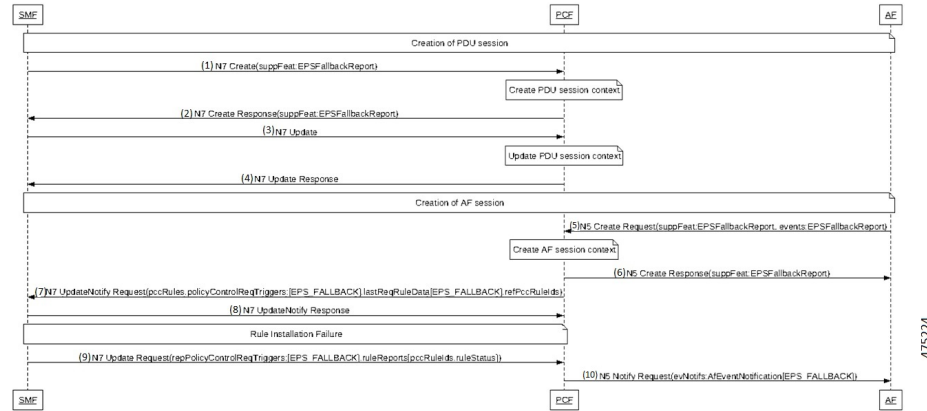 SMF PCF AF
Creation of PDU session
(1) N7 Create(suppFeat:EPSFallbackReport)
Create PDU session context
(2) N7 Create Response(suppFeat:EPSFallbackReport)
(3) N7 Update
Update PDU session context
(4) N7 Update Response
Creation of AF session
(5) N5 Create Request(suppFeat:EPSFallbackReport, events:EPSFallbackReport)
Create AF session context
(6) N5 Create Response(suppFeat:EPSFallbackReport)
(7) N7 UpdateNotify Request(pccRules.policyControlReqTriggers:[EPS_FALLBACK].lastReqRuleData[EPS_FALLBACK].refPccRuleIds)
(8) N7 UpdateNotify Response
Rule Installation Failure
(9) N7 Update Request(repPolicyControlReqTriggers:[EPS_FALLBACK].ruleReports[pccRuleIds.ruleStatus])
(10) N5 Notify Request(evNotifs:AfEventNotification[EPS_FALLBACK])
SMF PCF AF
475224